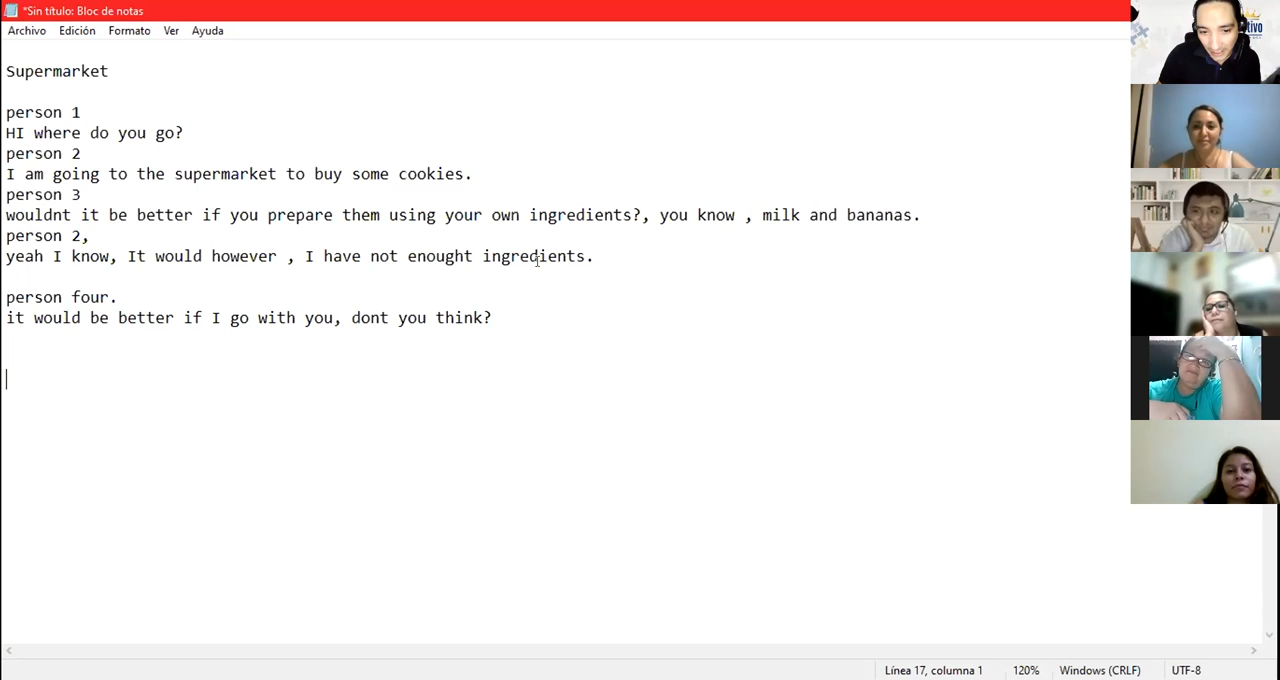 *Sin título: Bloc de notas
Archivo Edición Formato Ver Ayuda
Supermarket
person 1
HI where do you go?
person 2
I am going to the supermarket to buy some cookies.
person 3
wouldnt it be better if you prepare them using your own ingredients?, you know , milk and bananas.
person 2,
yeah I know, It would however , I have not enought ingredients.
person four.
it would be better if I go with you, dont you think?
Línea 17, columna 1 120% Windows (CRLF) UTF-8